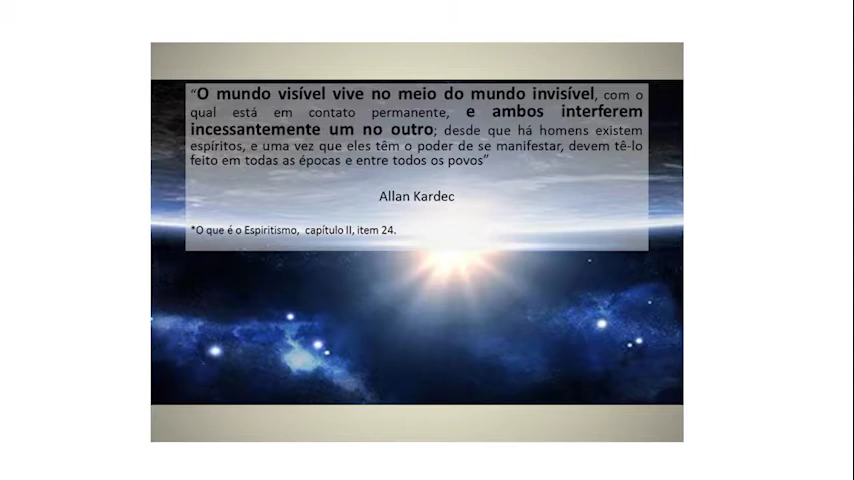 “O mundo visível vive no meio do mundo invisível, com o
qual está em contato permanente, e ambos interferem
incessantemente um no outro; desde que há homens existem
espíritos, e uma vez que eles têm o poder de se manifestar, devem tê-lo
feito em todas as épocas e entre todos os povos”
Allan Kardec
*O que é o Espiritismo, capítulo II, item 24.